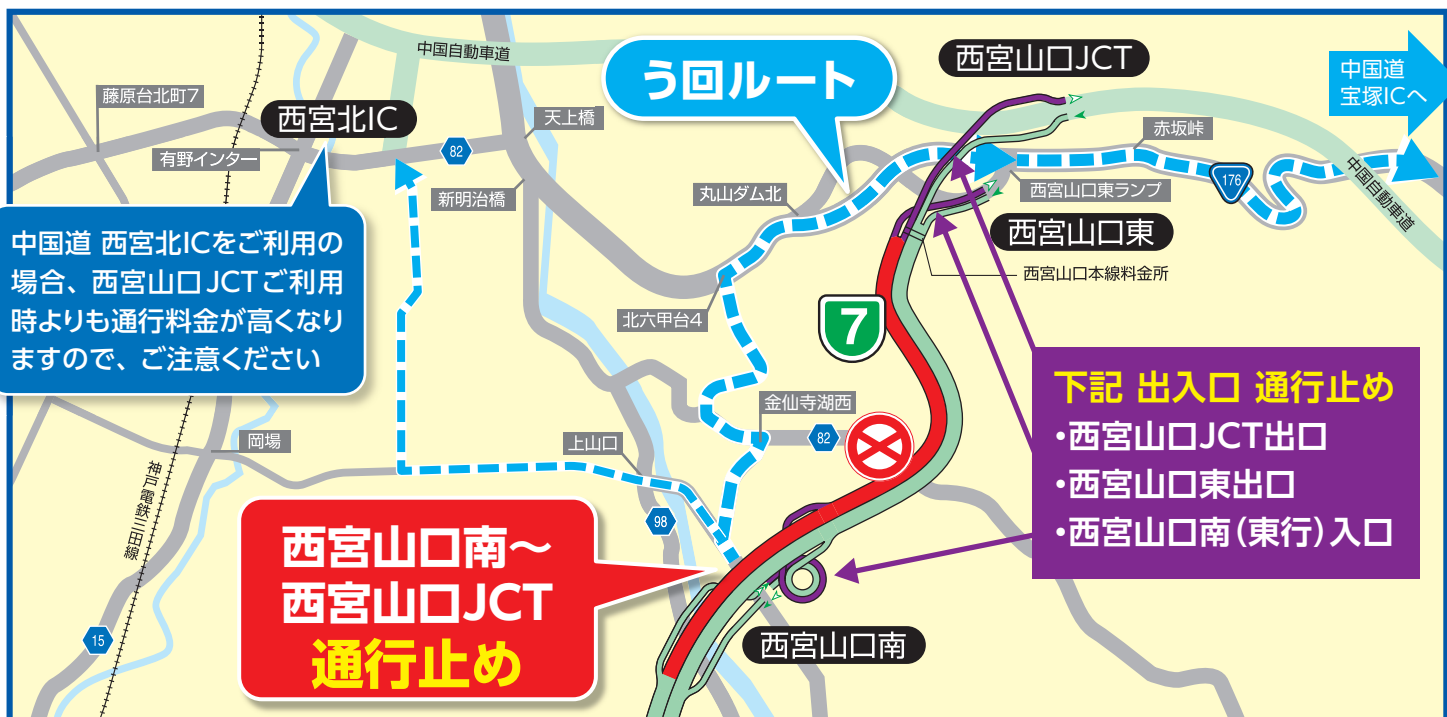 中国自動車道
う回ルート
西宮山口JCT
中国道
宝塚ICへ
藤原台北町7
西宮北IC
天上橋
赤坂峠
有野インター
82
新明治橋
丸山ダム北
西宮山口東ランプ
176
中国自動車道
中国道 西宮北ICをご利用の
場合、西宮山口JCTご利用
時よりも通行料金が高くなり
ますので、ご注意ください
西宮山口東
西宮山口本線料金所
北六甲台4
7
下記 出入口 通行止め
・西宮山口JCT出口
・西宮山口東出口
・西宮山口南(東行)入口
金仙寺湖西
82
岡場
上山口
神戸電鉄三田線
98
西宮山口南～
西宮山口JCT
通行止め
15
西宮山口南